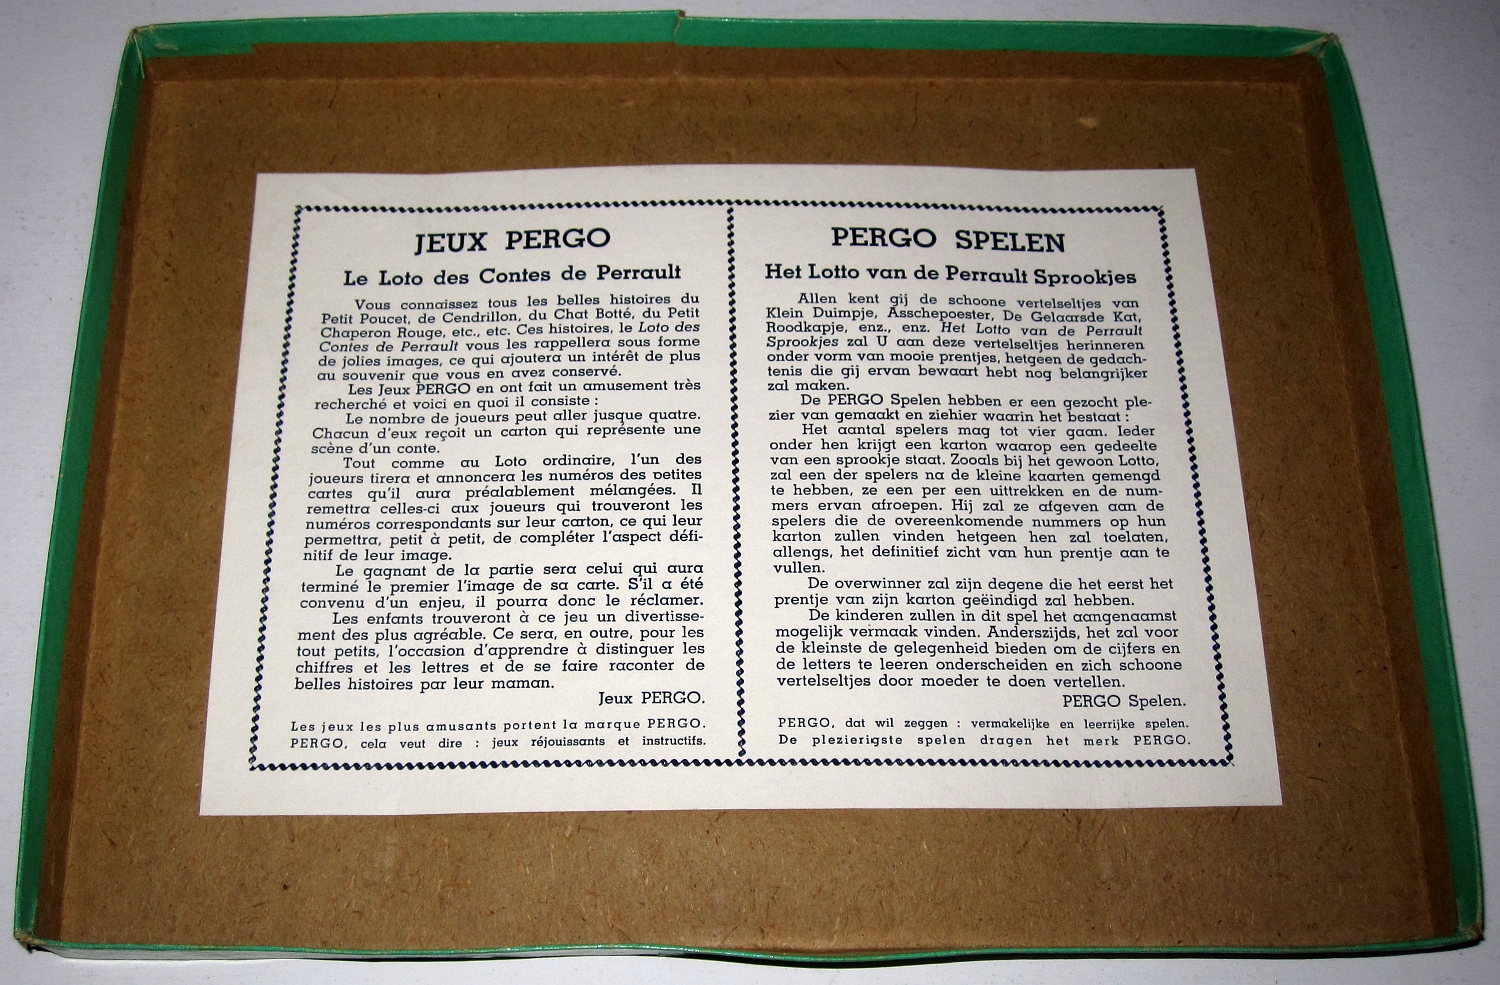 JEUX PERGO
Le Loto des Contes de Perrault
Vous connaissez tous les belles histoires du
Petit Poucet, de Cendrillon, du Chat Botté, du Petit
Chaperon Rouge, etc., etc. Ces histoires, le Loto des
Contes de Perrault vous les rappellera sous forme
de jolies images, ce qui ajoutera un intérêt de plus
au souvenir que vous en avez conservé.
Les Jeux PERGO en ont fait un amusement très
recherché et voici en quoi il consiste :
Le nombre de joueurs peut aller jusque quatre.
Chacun d'eux reçoit un carton qui représente une
scène d'un conte.
Tout comme au Loto ordinaire, l'un des
joueurs tirera et annoncera les numéros des petites
cartes qu'il aura préalablement mélangées. Il
remettra celles-ci aux joueurs qui trouveront les
numéros correspondants sur leur carton, ce qui leur
permettra, petit à petit, de compléter l'aspect défi-
nitif de leur image.
Le gagnant de la partie sera celui qui aura
terminé le premier l'image de sa carte. S'il a été
convenu d'un enjeu, il pourra donc le réclamer.
Les enfants trouveront à ce jeu un divertisse-
ment des plus agréable. Ce sera, en outre, pour les
tout petits, l'occasion d'apprendre à distinguer les
chiffres et les lettres et de se faire raconter de
belles histoires par leur maman.
Jeux PERGO.
Les jeux les plus amusants portent la marque PERGO.
PERGO, cela veut dire : jeux réjouissants et instructifs.
PERGO SPELEN
Het Lotto van de Perrault Sprookjes
Allen kent gij de schoone vertelseltjes van
Klein Duimpje, Asschepoester, De Gelaarsde Kat,
Roodkapje, enz., enz. Het Lotto van de Perrault
Sprookjes zal U aan deze vertelseltjes herinneren
onder vorm van mooie prentjes, hetgeen de gedach-
tenis die gij ervan bewaart hebt nog belangrijker
zal maken.
De PERGO Spelen hebben er een gezocht ple-
zier van gemaakt en ziehier waarin het bestaat :
Het aantal spelers mag tot vier gaan. Ieder
onder hen krijgt een karton waarop een gedeelte
van een sprookje staat. Zooals bij het gewoon Lotto,
zal een der spelers na de kleine kaarten gemengd
te hebben, ze een per een uittrekken en de num-
mers ervan afroepen. Hij zal ze afgeven aan de
spelers die de overeenkomende nummers op hun
karton zullen vinden hetgeen hen zal toelaten,
allengs, het definitief zicht van hun prentje aan te
vullen.
De overwinner zal zijn degene die het eerst het
prentje van zijn karton geëindigd zal hebben.
De kinderen zullen in dit spel het aangenaamst
mogelijk vermaak vinden. Anderszijds, het zal voor
de kleinste de gelegenheid bieden om de cijfers en
de letters te leeren onderscheiden en zich schoone
vertelseltjes door moeder te doen vertellen.
PERGO Spelen.
PERGO, dat wil zeggen : vermakelijke en leerrijke spelen.
De plezierigste spelen dragen het merk PERGO.